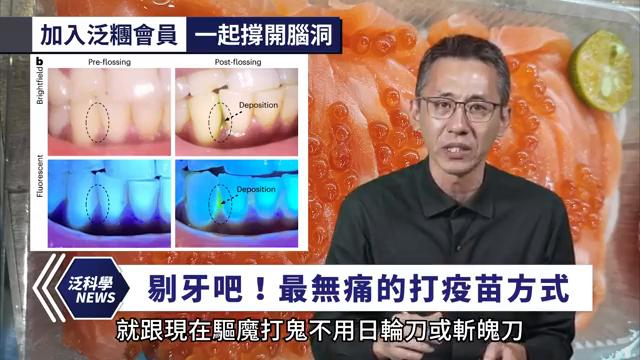 加入泛糰會員 一起撐開腦洞
b
Pre-flossing Post-flossing
Brightfield
Deposition
Fluorescent
Deposition
泛科學
NEWS
剔牙吧！最無痛的打疫苗方式
就跟現在驅魔打鬼不用日輪刀或斬魄刀